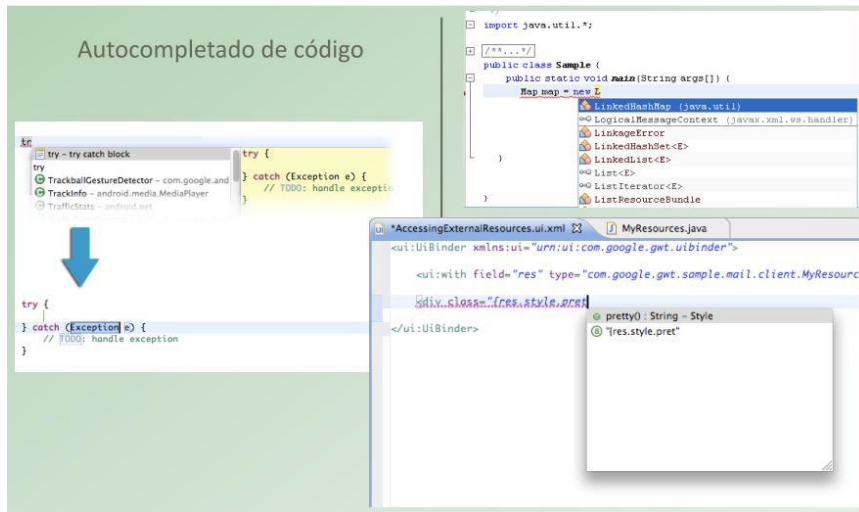 Autocompletado de código
tr
try - try catch block
try
TrackballGestureDetector - com.google.and
TrackInfo - android.media.MediaPlayer
TrafficStats - android.net
try {
} catch (Exception e) {
// TODO: handle exceptio
}
try {
} catch (Exception e) {
// TODO: handle exception
}
import java.util.*;
/**...*/
public class Sample {
public static void main(String args[]) {
Map map = new L
LinkedHashMap (java.util)
LogicalMessageContext (javax.xml.ws.handler)
LinkageError
LinkedHashSet<E>
LinkedList<E>
List<E>
ListIterator<E>
ListResourceBundle
}
}
*AccessingExternalResources.ui.xml
MyResources.java
<ui:UiBinder xmlns:ui="urn:ui:com.google.gwt.uibinder">
<ui:with field="res" type="com.google.gwt.sample.mail.client.MyResourc
<div class="{res.style.pret
</ui:UiBinder>
pretty() : String - Style
"{res.style.pret"